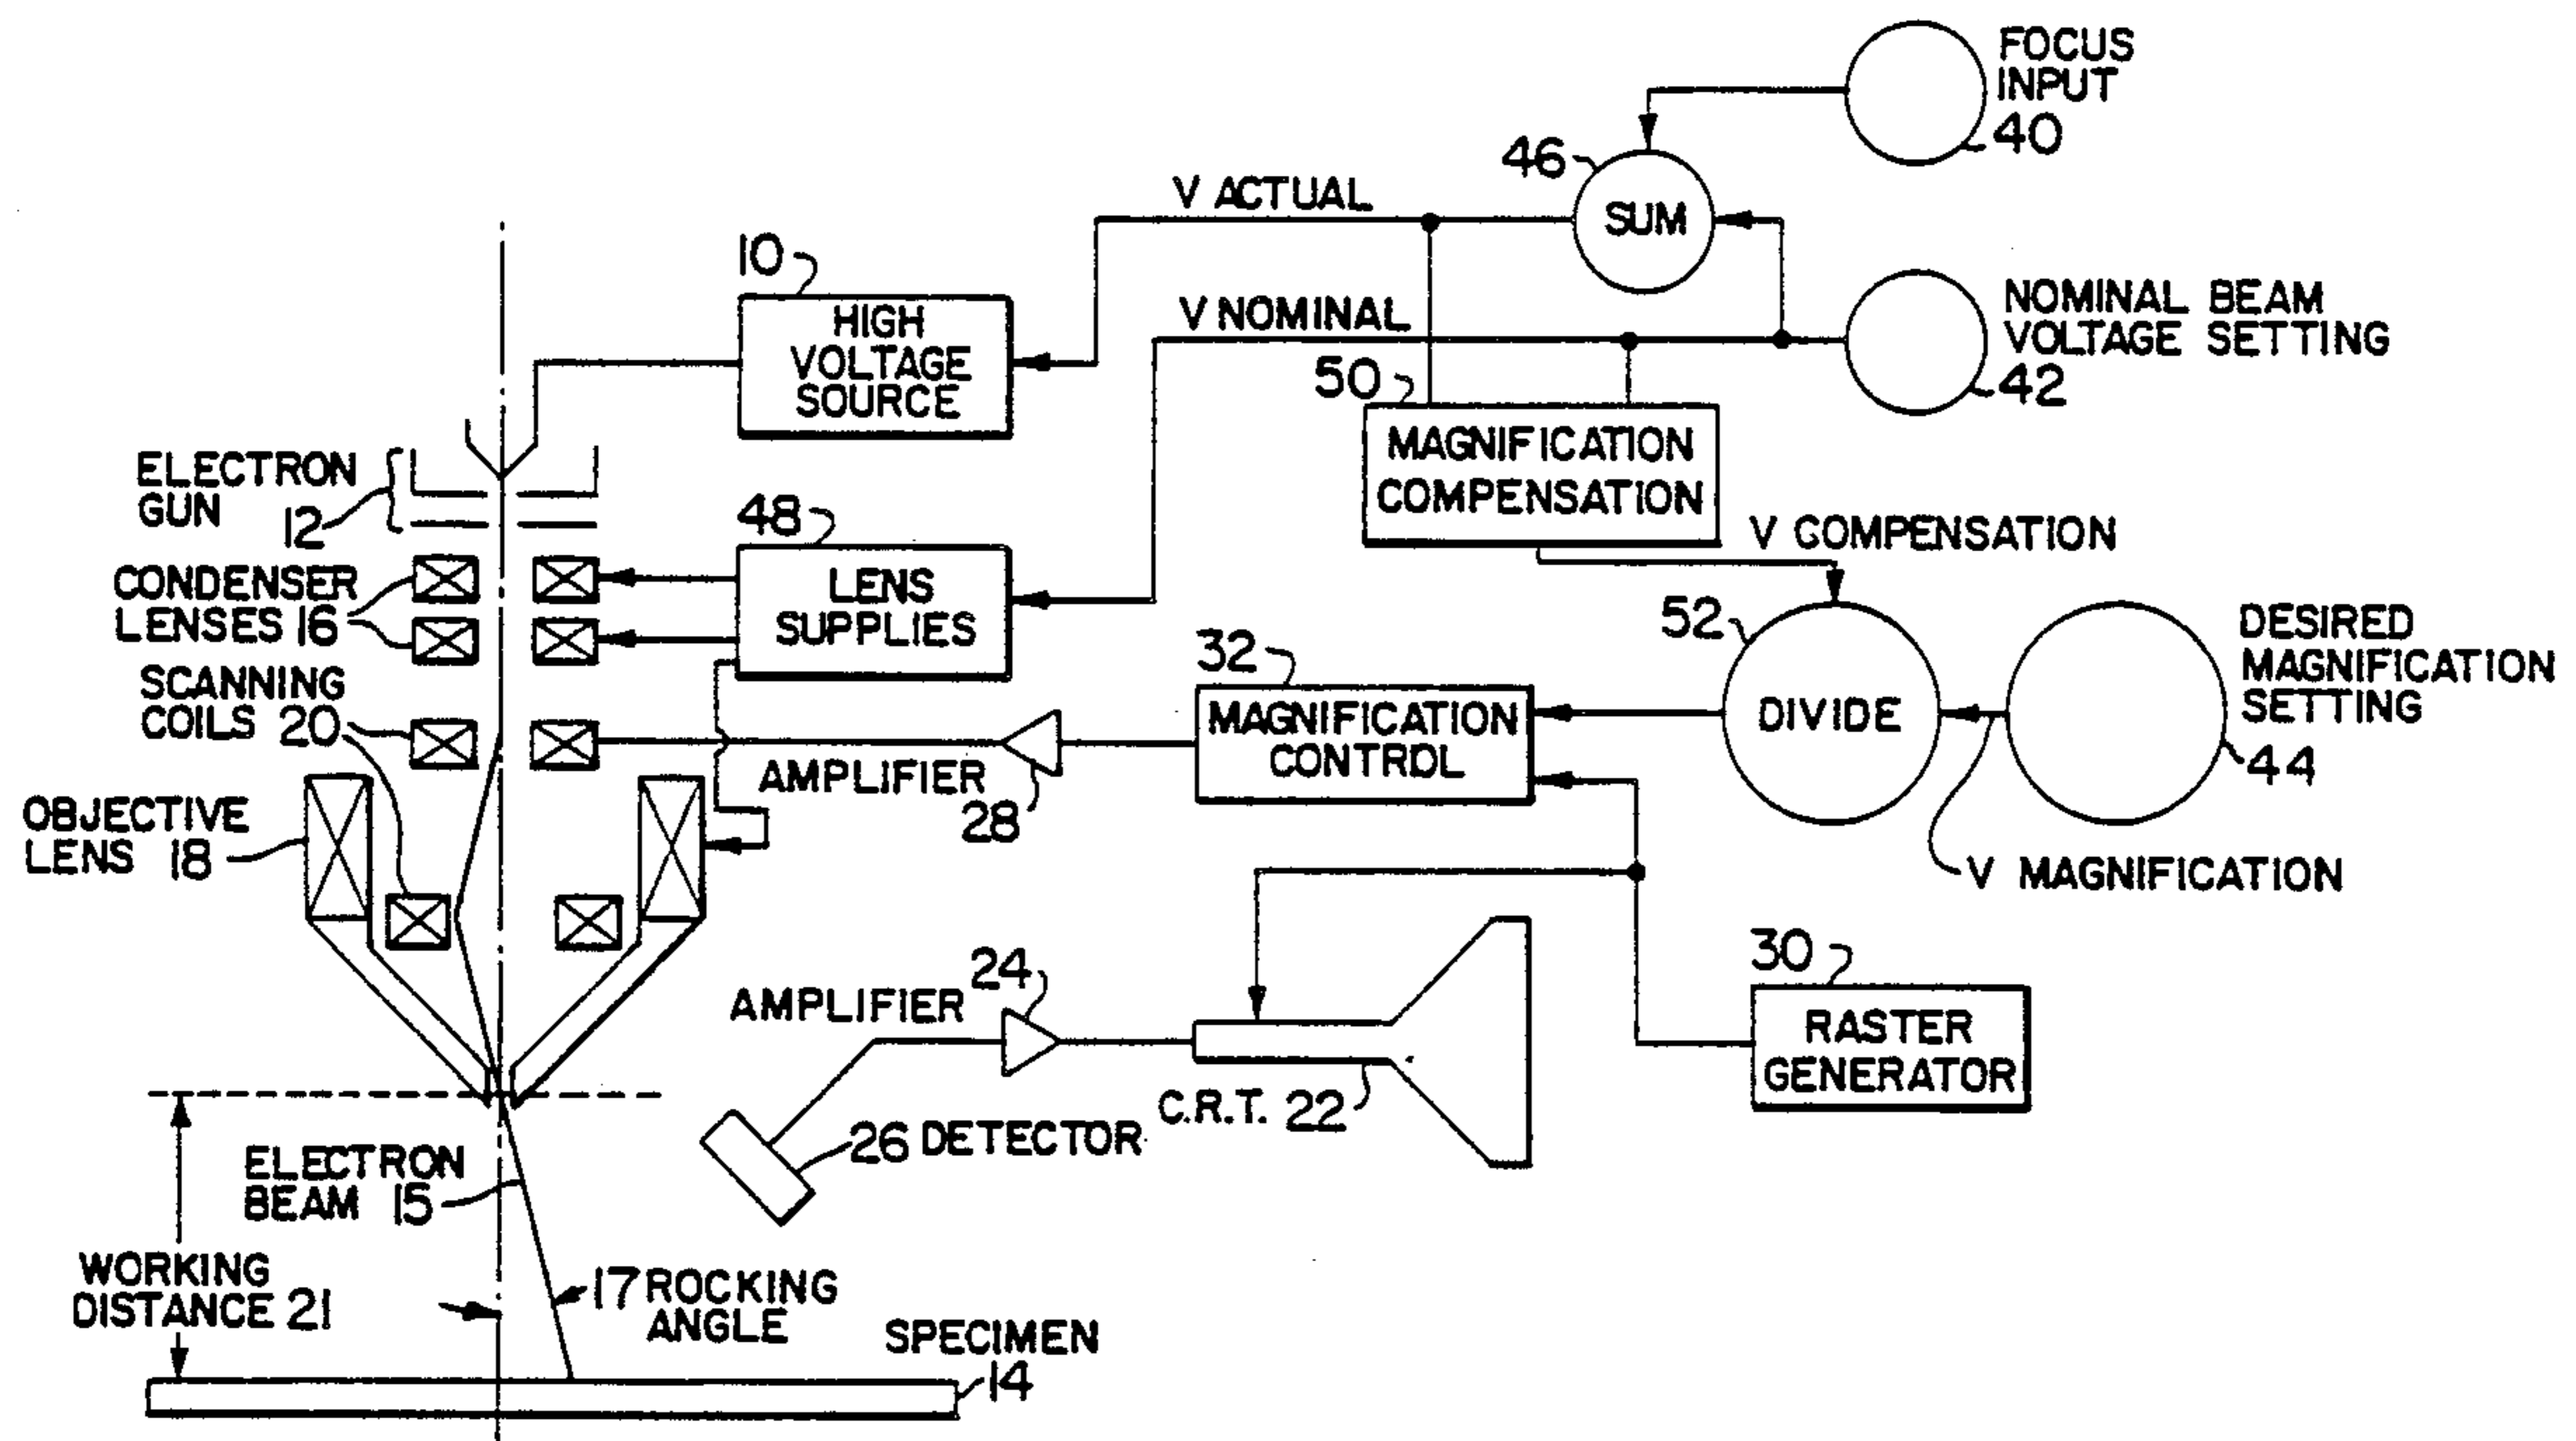 FOCUS
INPUT
40
46
SUM
V ACTUAL
10
HIGH
VOLTAGE
SOURCE
V NOMINAL
NOMINAL BEAM
VOLTAGE SETTING
42
50
MAGNIFICATION
COMPENSATION
V COMPENSATION
ELECTRON
GUN
12
48
LENS
SUPPLIES
CONDENSER
LENSES 16
SCANNING
COILS 20
32
MAGNIFICATION
CONTROL
52
DIVIDE
DESIRED
MAGNIFICATION
SETTING
44
AMPLIFIER
28
OBJECTIVE
LENS 18
V MAGNIFICATION
30
RASTER
GENERATOR
AMPLIFIER
24
C.R.T. 22
26 DETECTOR
ELECTRON
BEAM 15
WORKING
DISTANCE 21
17 ROCKING
ANGLE
SPECIMEN
14